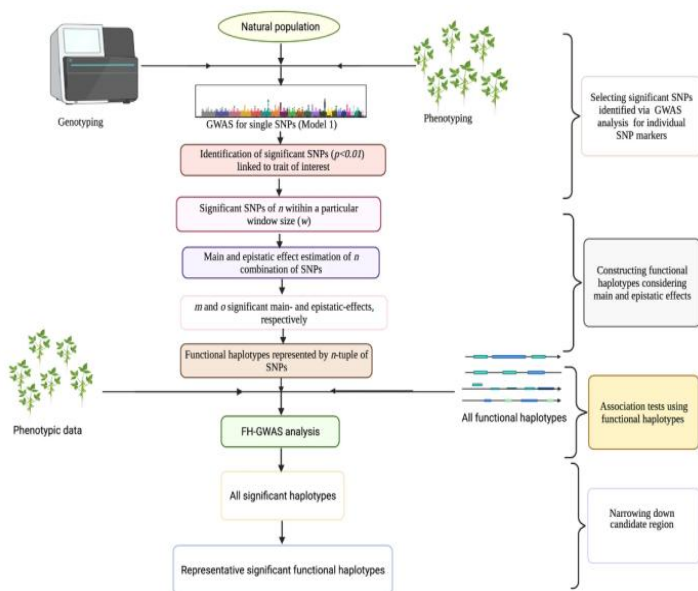 Natural population
Genotyping
Phenotyping
GWAS for single SNPs (Model 1)
Identification of significant SNPs (p<0.01)
linked to trait of interest
Significant SNPs of n witihin a particular
window size (w)
Main and epistatic effect estimation of n
combination of SNPs
m and o significant main- and epistatic-effects,
respectively
Functional haplotypes represented by n-tuple of
SNPs
Phenotypic data
All functional haplotypes
FH-GWAS analysis
All significant haplotypes
Representative significant functional haplotypes
Selecting significant SNPs
identified via GWAS
analysis for individual
SNP markers
Constructing functional
haplotypes considering
main and epistatic effects
Association tests using
functional haplotypes
Narrowing down
candidate region